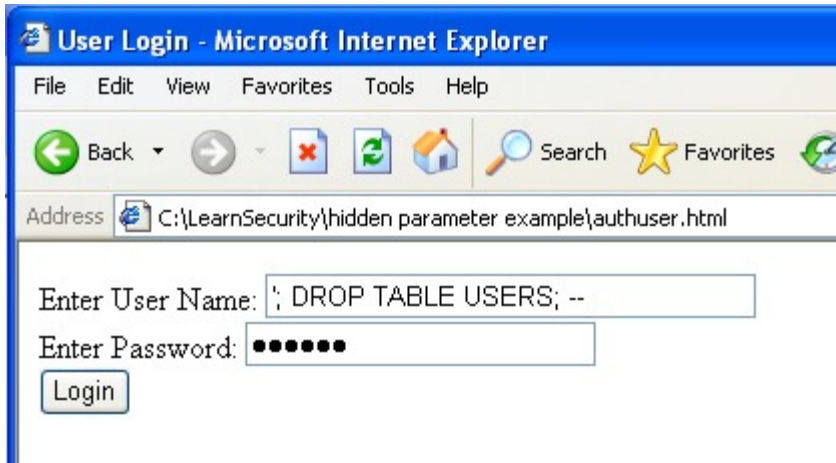 User Login - Microsoft Internet Explorer
File Edit View Favorites Tools Help
Back Search Favorites
Address C:\LearnSecurity\hidden parameter example\authuser.html
Enter User Name: '; DROP TABLE USERS; --
Enter Password: ●●●●●●
Login